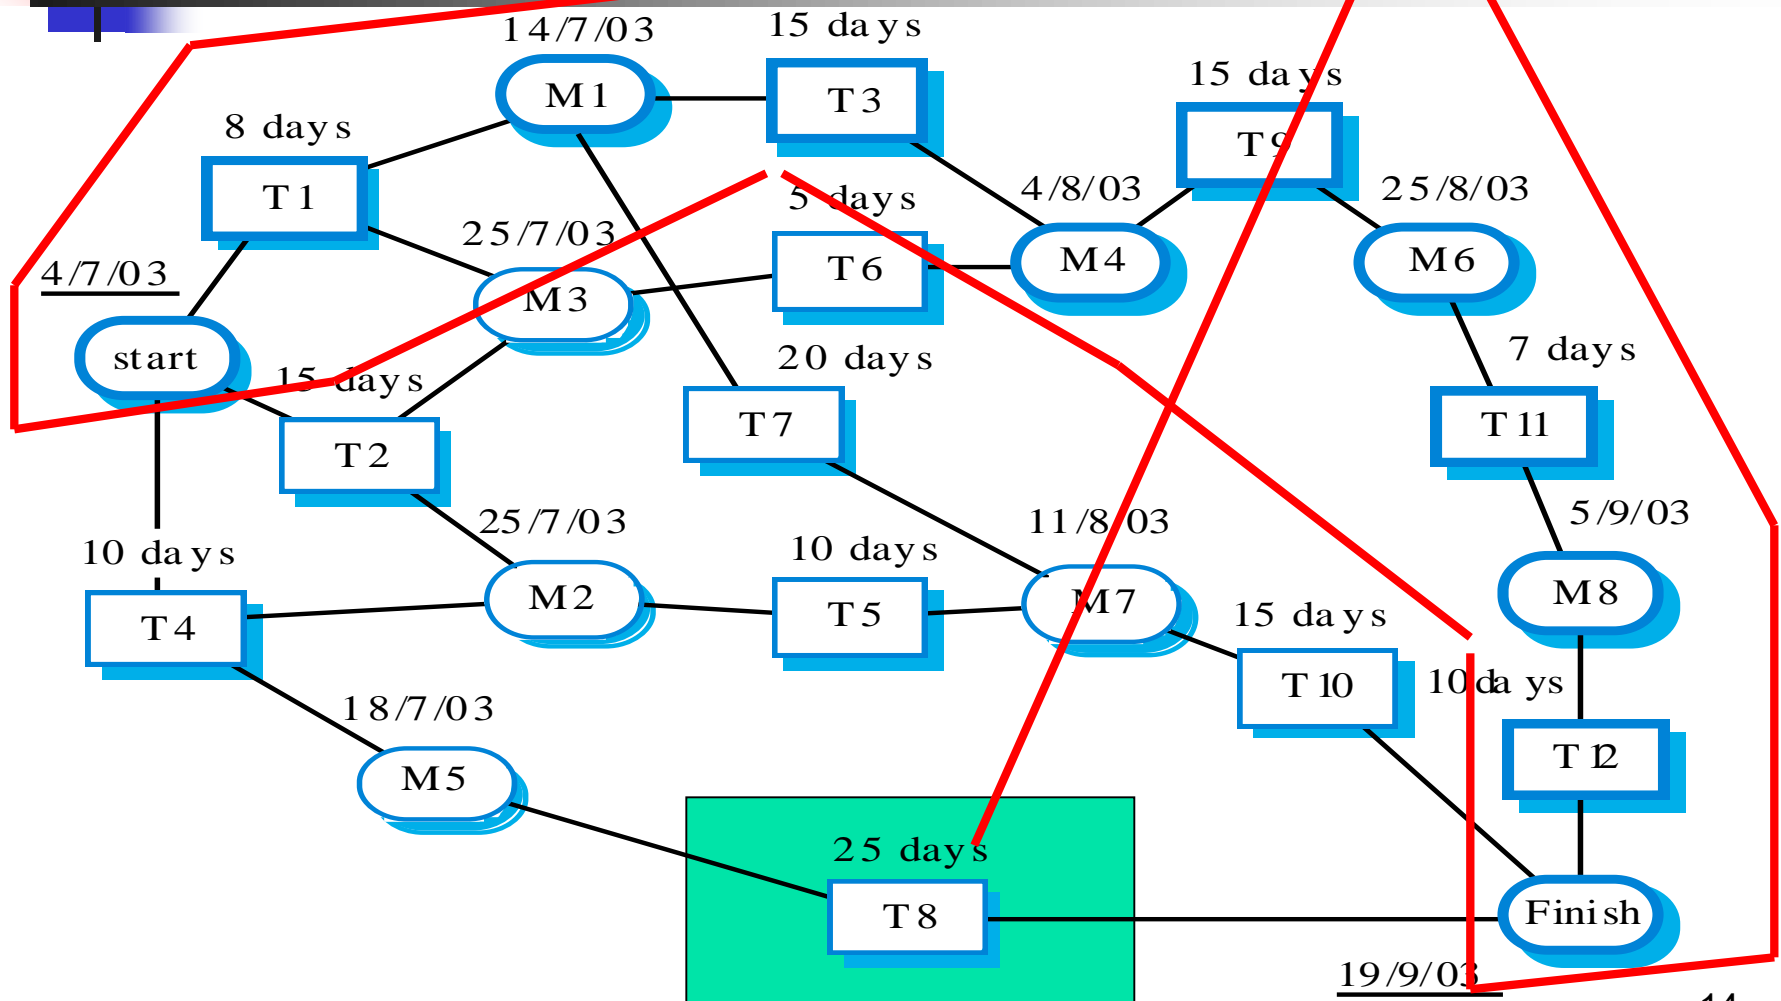 14/7/03
15 days
M1
T3
15 days
8 days
T9
T1
4/8/03
25/8/03
5 days
25/7/03
M4
M6
4/7/03
T6
M3
start
20 days
7 days
15 days
T7
T11
T2
25/7/03
11/8/03
5/9/03
10 days
10 days
M2
M7
M8
T4
T5
15 days
T10
10 days
18/7/03
M5
T12
25 days
T8
Finish
19/9/03
14